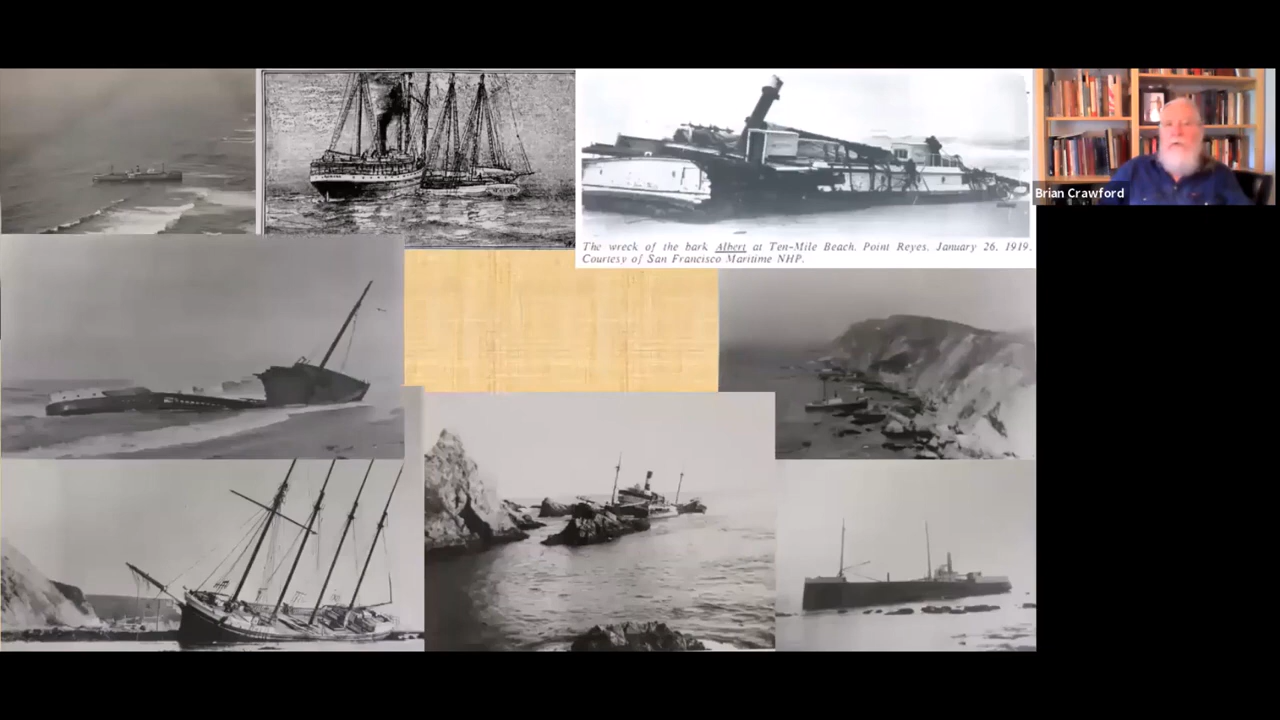 The wreck of the bark Albert at Ten-Mile Beach, Point Reyes, January 26, 1919.
Courtesy of San Francisco Maritime NHP.
Brian Crawford